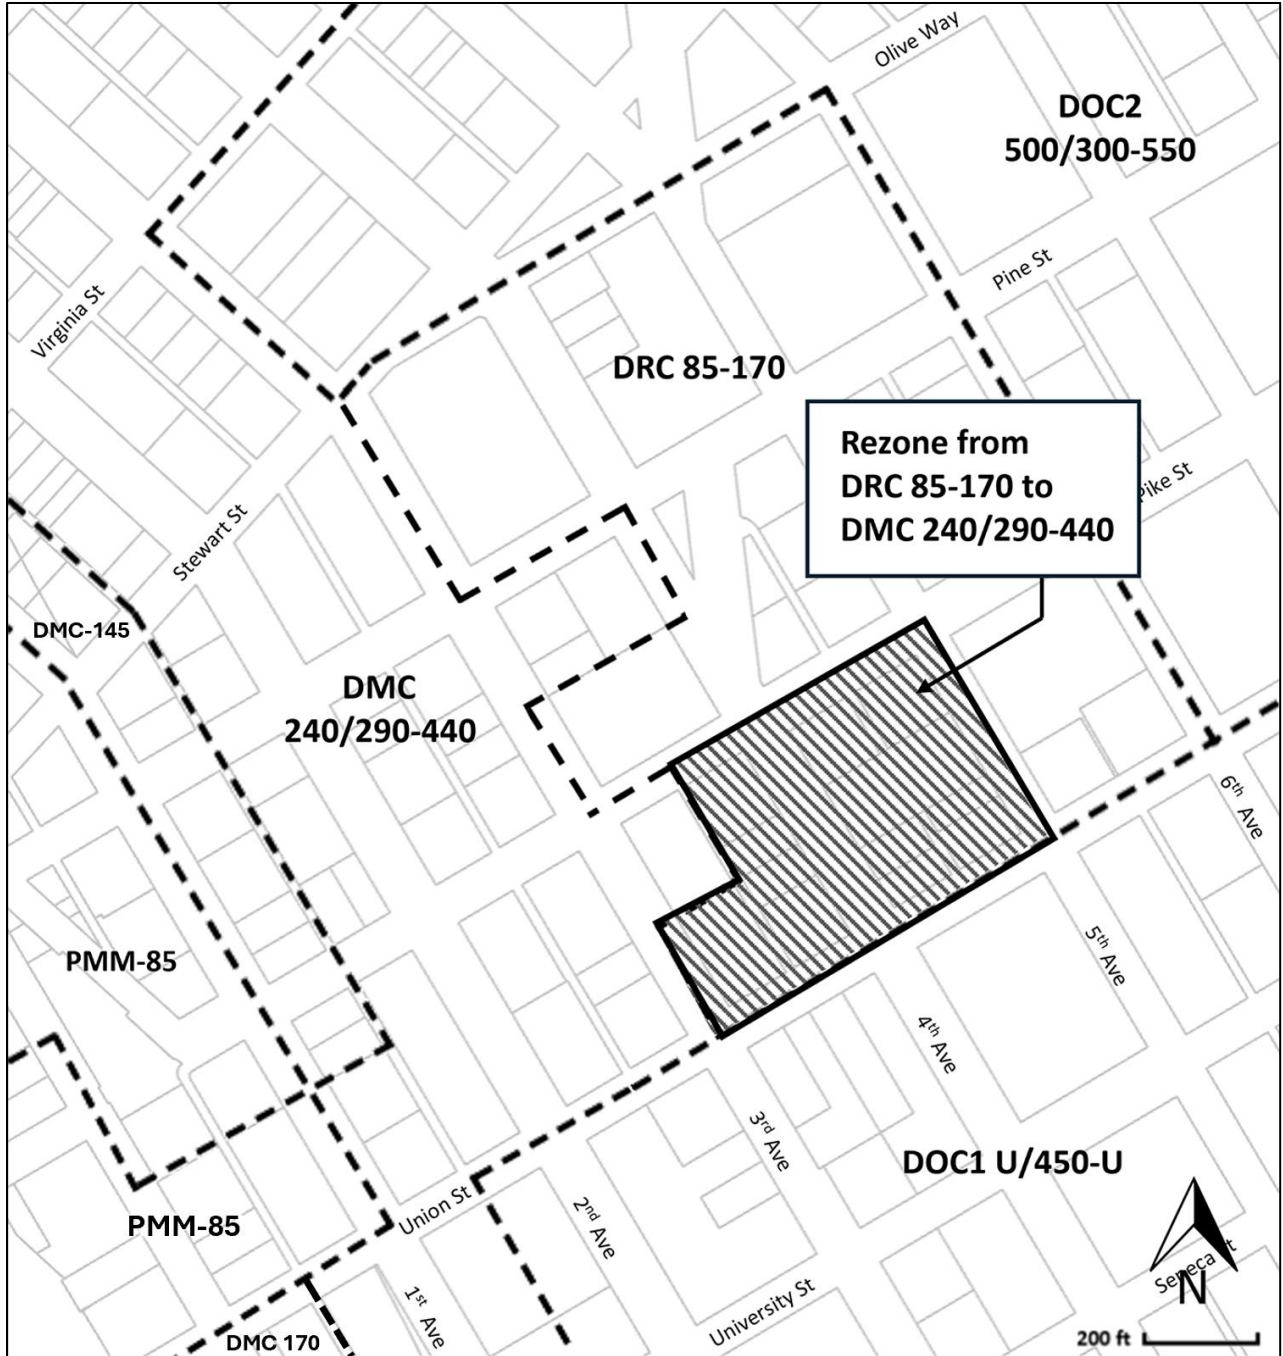 Olive Way
DOC2
500/300-550
Pine St
Virginia St
DRC 85-170
Rezone from
DRC 85-170 to
DMC 240/290-440
Pike St
Stewart St
DMC-145
DMC
240/290-440
6th Ave
PMM-85
5th Ave
4th Ave
3rd Ave
DOC1 U/450-U
PMM-85
Union St
2nd Ave
Seneca St
N
University St
1st Ave
DMC 170
200 ft